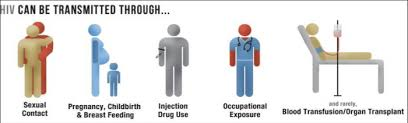 HIV CAN BE TRANSMITTED THROUGH...
Sexual
Contact
Pregnancy, Childbirth
& Breast Feeding
Injection
Drug Use
Occupational
Exposure
and rarely,
Blood Transfusion/Organ Transplant